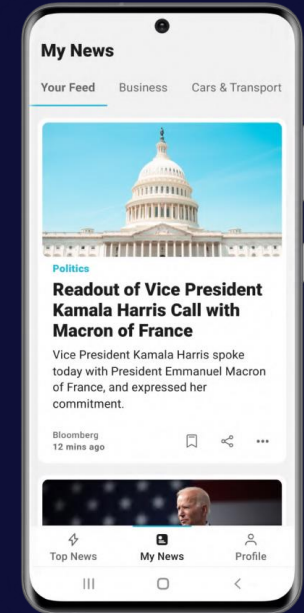 My News
Your Feed Business Cars & Transport
Politics
Readout of Vice President
Kamala Harris Call with
Macron of France
Vice President Kamala Harris spoke
today with President Emmanuel Macron
of France, and expressed her
commitment.
Bloomberg
12 mins ago
Top News My News Profile